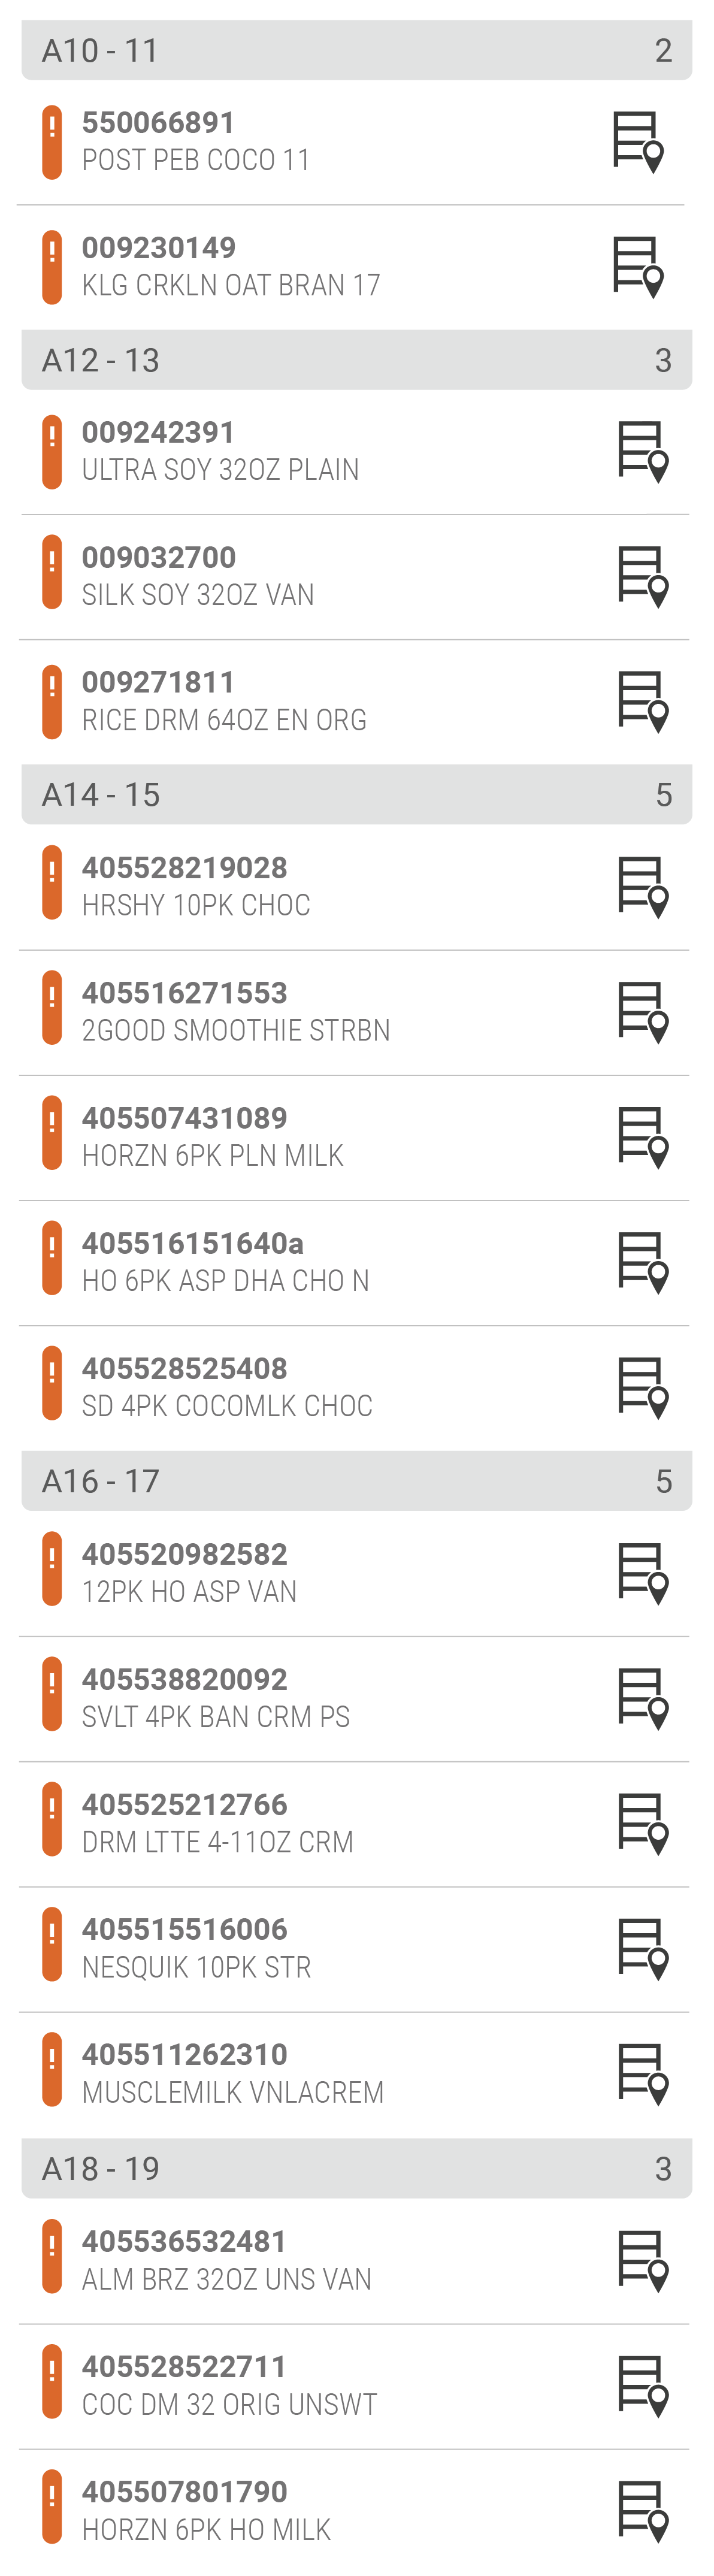 A10 - 11 2
! 550066891
POST PEB COCO 11
! 009230149
KLG CRKLN OAT BRAN 17
A12 - 13 3
! 009242391
ULTRA SOY 32OZ PLAIN
! 009032700
SILK SOY 32OZ VAN
! 009271811
RICE DRM 64OZ EN ORG
A14 - 15 5
! 405528219028
HRSHY 10PK CHOC
! 405516271553
2GOOD SMOOTHIE STRBN
! 405507431089
HORZN 6PK PLN MILK
! 405516151640a
HO 6PK ASP DHA CHO N
! 405528525408
SD 4PK COCOMLK CHOC
A16 - 17 5
! 405520982582
12PK HO ASP VAN
! 405538820092
SVLT 4PK BAN CRM PS
! 405525212766
DRM LTTE 4-11OZ CRM
! 405515516006
NESQUIK 10PK STR
! 405511262310
MUSCLEMILK VNLACREM
A18 - 19 3
! 405536532481
ALM BRZ 32OZ UNS VAN
! 405528522711
COC DM 32 ORIG UNSWT
! 405507801790
HORZN 6PK HO MILK